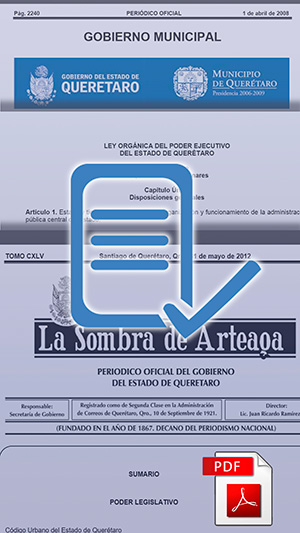 Pág. 2240 PERIÓDICO OFICIAL 1 de abril de 2008
GOBIERNO MUNICIPAL
GOBIERNO DEL ESTADO DE
QUERETARO
MUNICIPIO
DE QUERÉTARO
Presidencia 2006-2009
LEY ORGÁNICA DEL PODER EJECUTIVO
DEL ESTADO DE QUERÉTARO
Capítulo
Disposiciones
Artículo 1. y funcionamiento de la
pública central
TOMO CXLV Santiago de Querétaro, de mayo de 2012
La Sombra de Arteaga
PERIODICO OFICIAL DEL GOBIERNO
DEL ESTADO DE QUERETARO
Responsable:
Secretaría de Gobierno
Registrado como de Segunda Clase en la Administración
de Correos de Querétaro, Qro., 10 de Septiembre de 1921.
Director:
Lic. Juan Ricardo Ramírez
(FUNDADO EN EL AÑO DE 1867. DECANO DEL PERIODISMO NACIONAL)
SUMARIO
PODER LEGISLATIVO
Código Urbano del Estado de Querétaro
PDF
Adobe